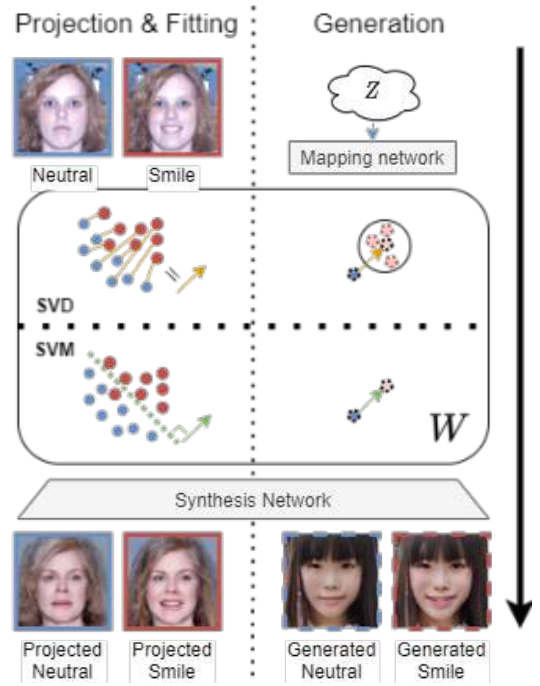 Projection & Fitting
Generation
Z
Mapping network
Neutral
Smile
SVD
SVM
W
Synthesis Network
Projected
Neutral
Projected
Smile
Generated
Neutral
Generated
Smile